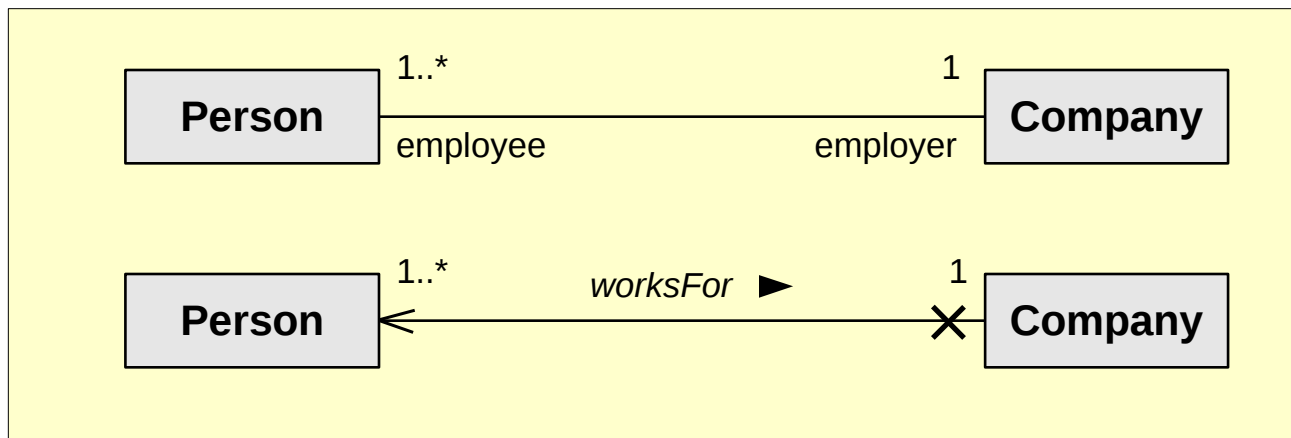 1..* 1
Person Company
employee employer
1..* worksFor ► 1
Person Company